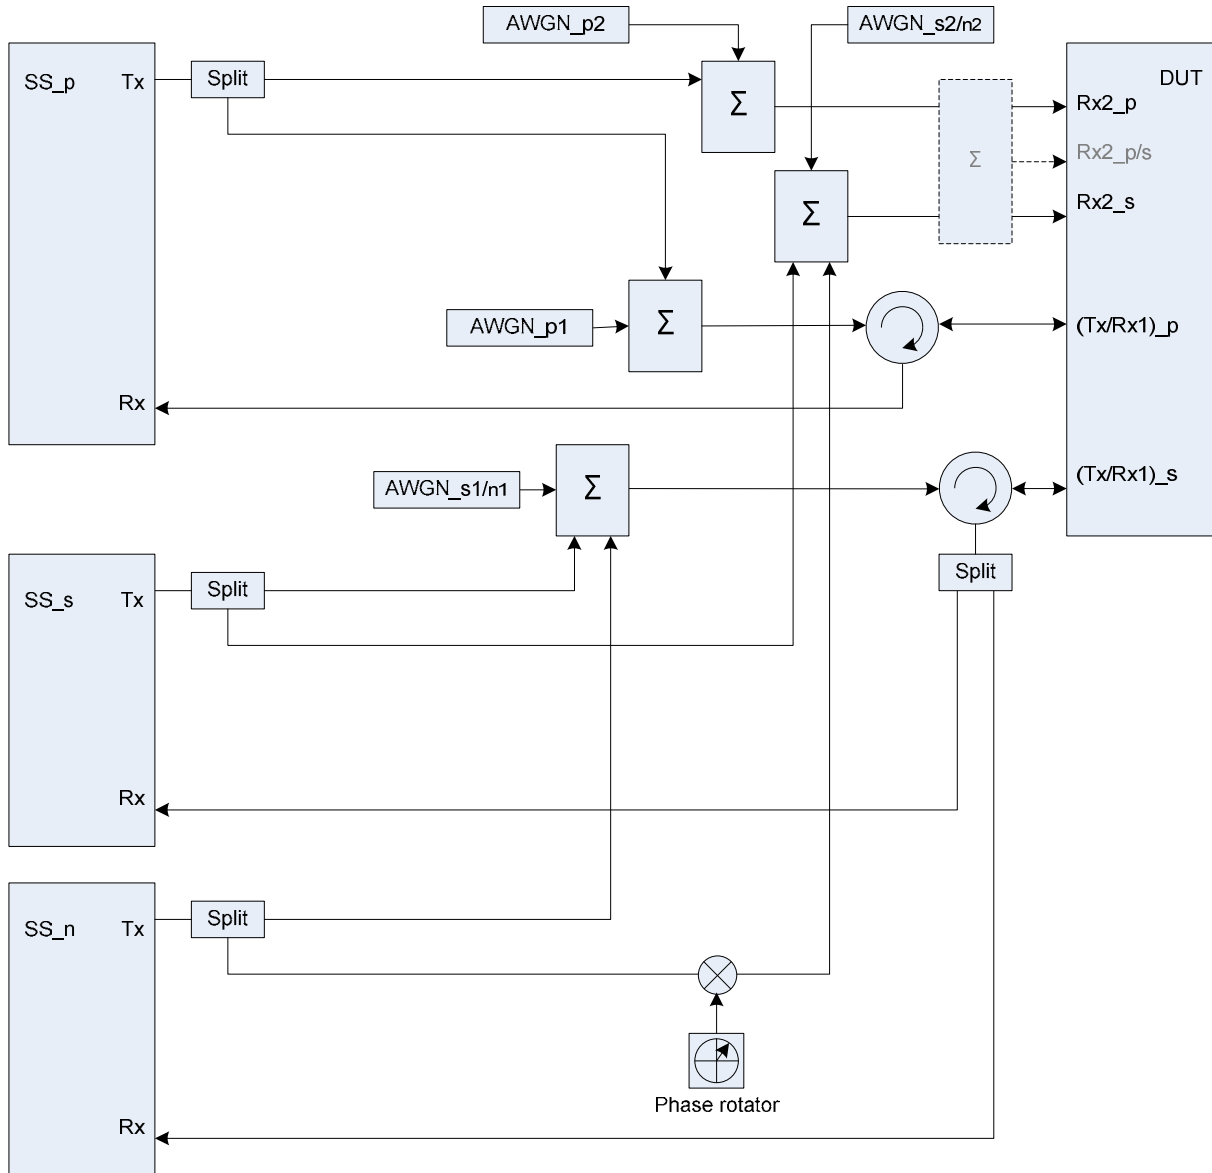 AWGN_p2
AWGN_s2/n2
SS_p
Tx
Split
Σ
DUT
Rx2_p
Σ
Rx2_p/s
Σ
Rx2_s
AWGN_p1
Σ
(Tx/Rx1)_p
Rx
AWGN_s1/n1
Σ
(Tx/Rx1)_s
SS_s
Tx
Split
Split
Rx
SS_n
Tx
Split
Phase rotator
Rx